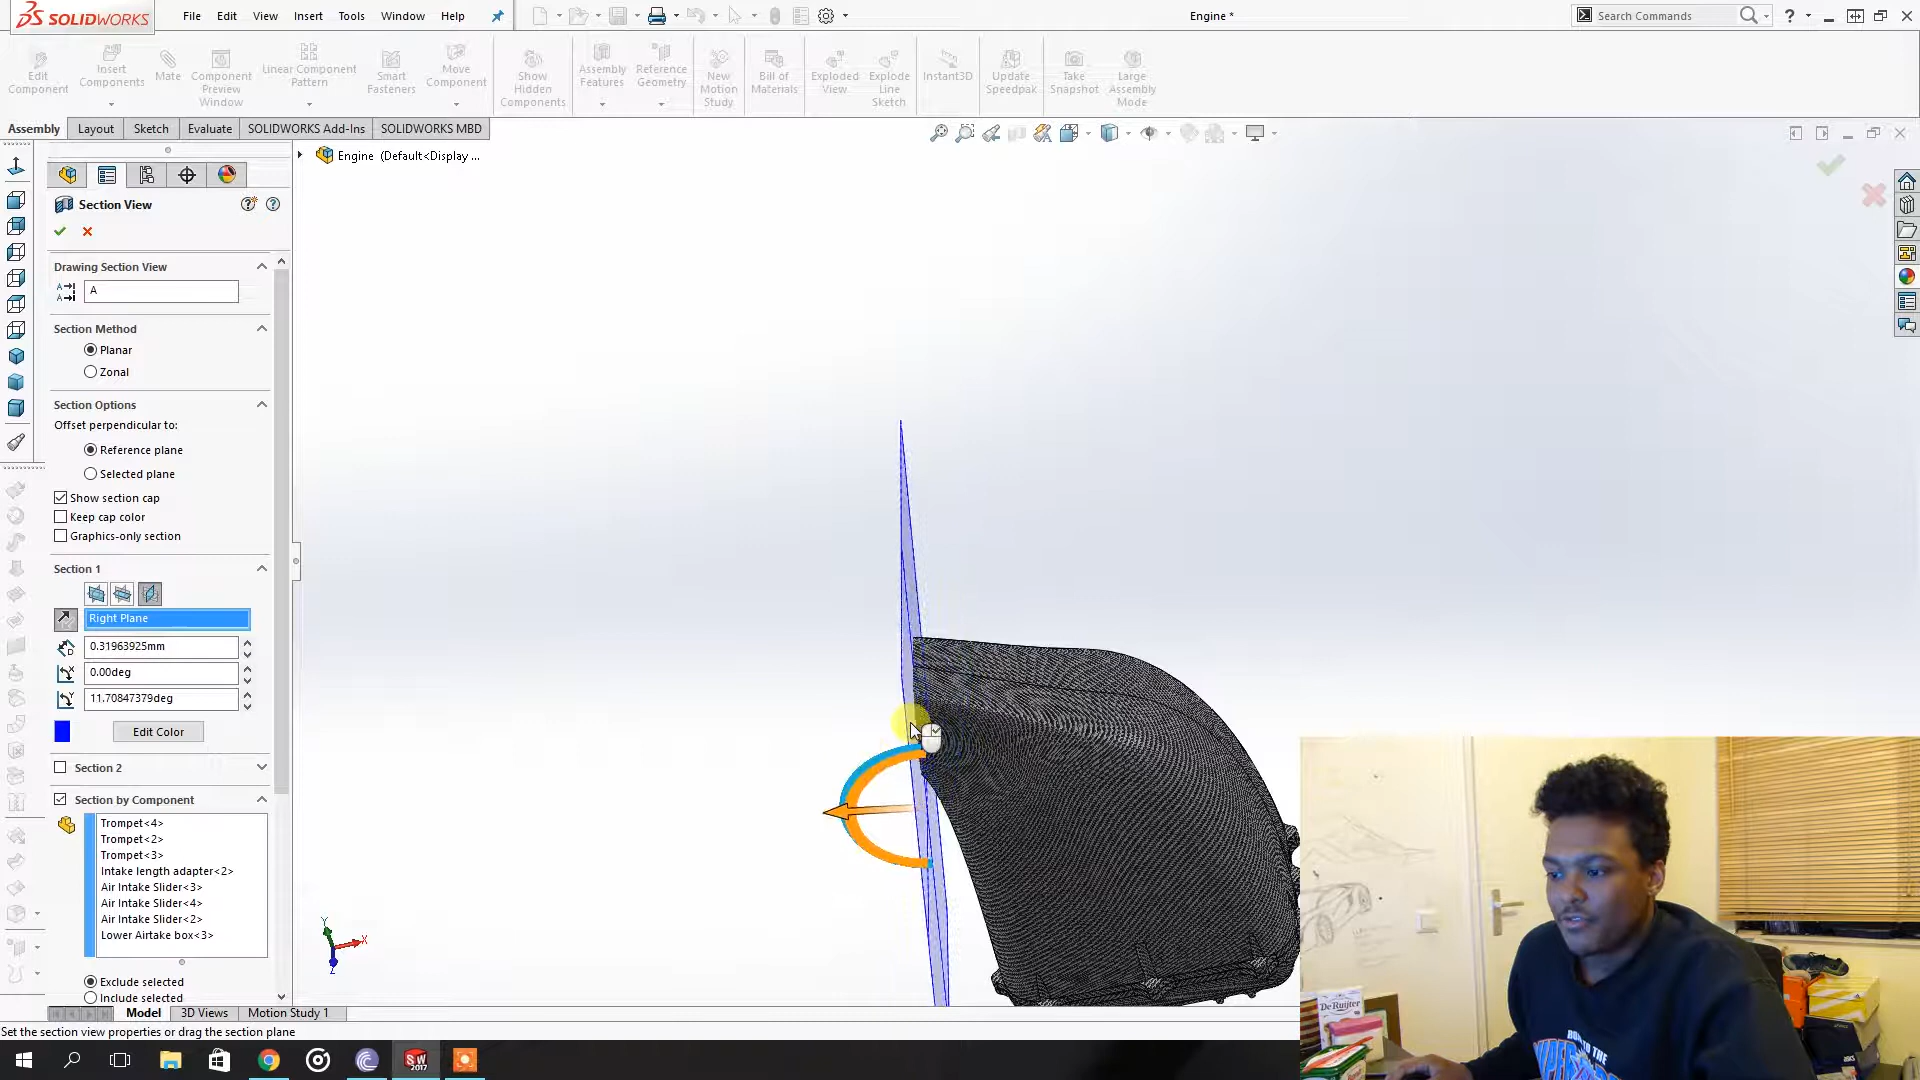 SOLIDWORKS
File Edit View Insert Tools Window Help
Engine *
Search Commands
Edit Component
Insert Components
Mate
Component Preview Window
Linear Component Pattern
Smart Fasteners
Move Component
Show Hidden Components
Assembly Features
Reference Geometry
New Motion Study
Bill of Materials
Exploded View
Explode Line Sketch
Instant3D
Update Speedpak
Take Snapshot
Large Assembly Mode
Assembly Layout Sketch Evaluate SOLIDWORKS Add-Ins SOLIDWORKS MBD
Engine (Default<Display ...
Section View
Drawing Section View
A
Section Method
Planar
Zonal
Section Options
Offset perpendicular to:
Reference plane
Selected plane
Show section cap
Keep cap color
Graphics-only section
Section 1
Right Plane
0.31963925mm
0.00deg
11.70847379deg
Edit Color
Section 2
Section by Component
Trompet<4>
Trompet<2>
Trompet<3>
Intake length adapter<2>
Air Intake Slider<3>
Air Intake Slider<4>
Air Intake Slider<2>
Lower Airtake box<3>
Exclude selected
Include selected
Y
X
Z
Model 3D Views Motion Study 1
Set the section view properties or drag the section plane
SW
2017
De Ruijter